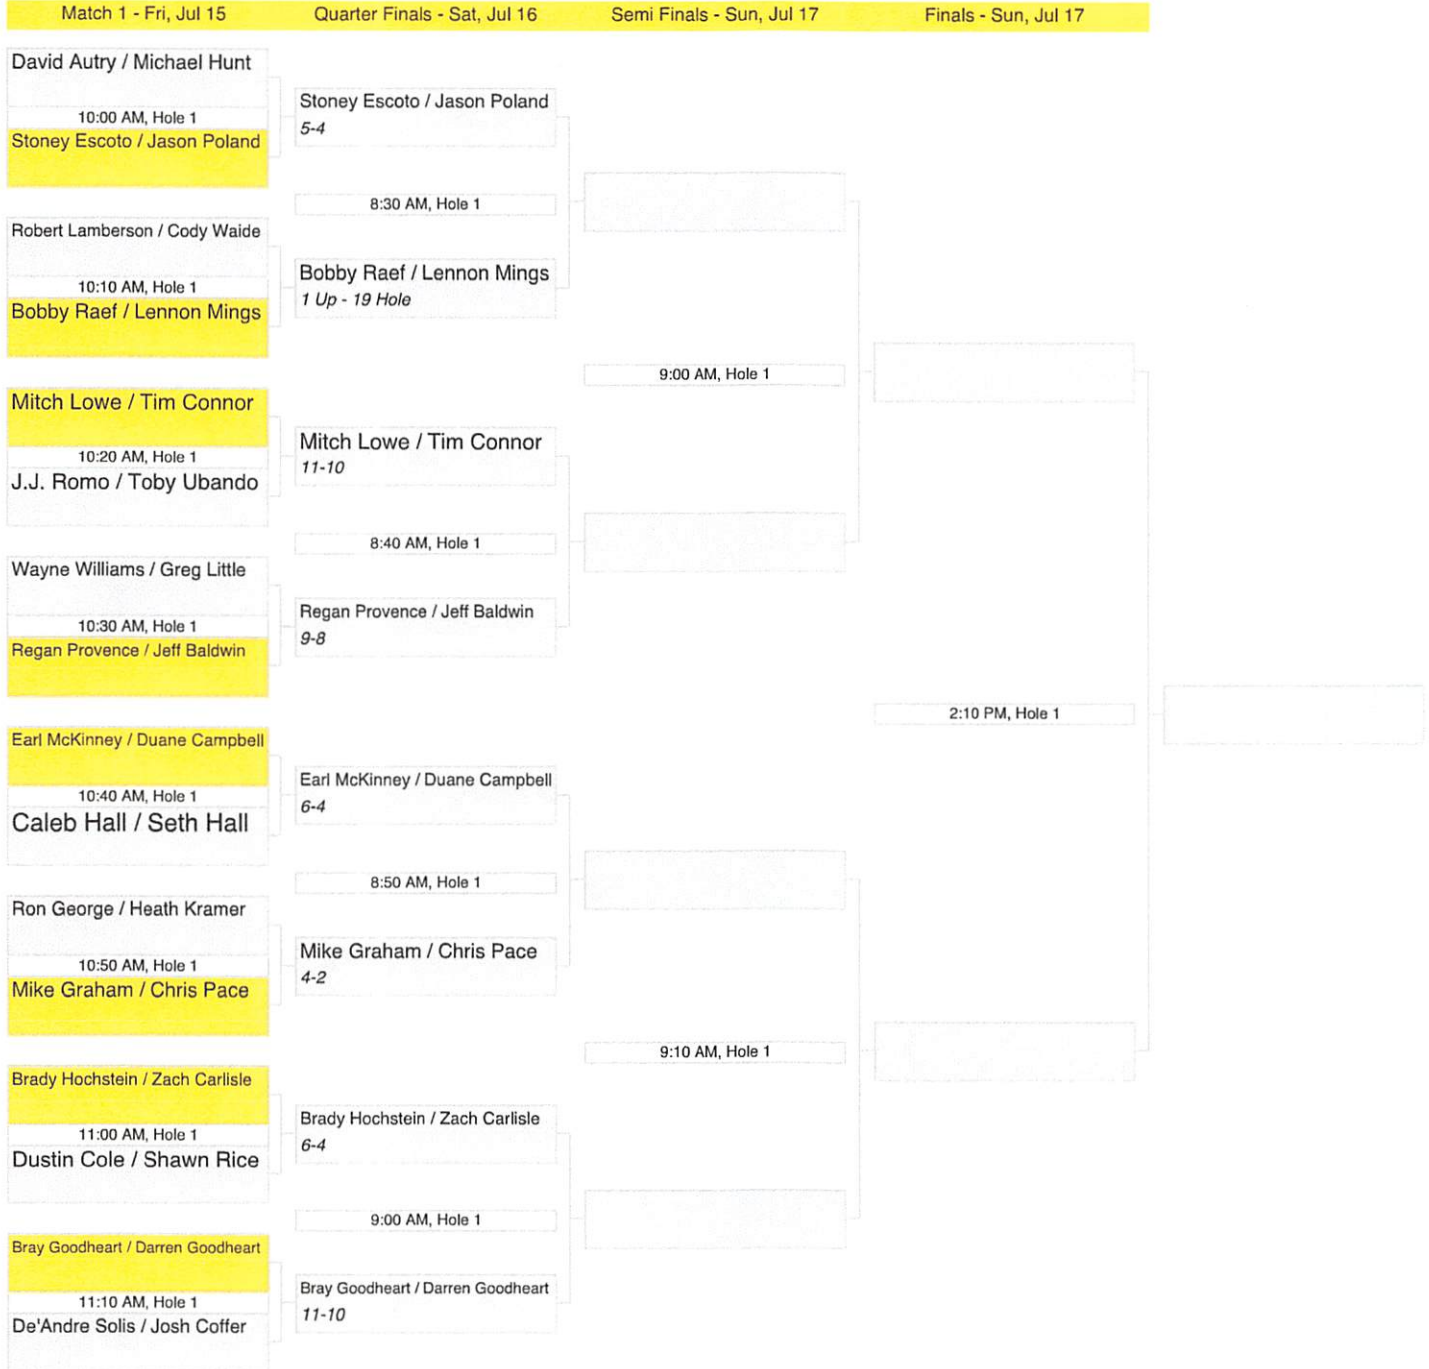 Match 1 - Fri, Jul 15
Quarter Finals - Sat, Jul 16
Semi Finals - Sun, Jul 17
Finals - Sun, Jul 17
David Autry / Michael Hunt
10:00 AM, Hole 1
Stoney Escoto / Jason Poland
Robert Lamberson / Cody Waide
10:10 AM, Hole 1
Bobby Raef / Lennon Mings
Mitch Lowe / Tim Connor
10:20 AM, Hole 1
J.J. Romo / Toby Ubando
Wayne Williams / Greg Little
10:30 AM, Hole 1
Regan Provence / Jeff Baldwin
Earl McKinney / Duane Campbell
10:40 AM, Hole 1
Caleb Hall / Seth Hall
Ron George / Heath Kramer
10:50 AM, Hole 1
Mike Graham / Chris Pace
Brady Hochstein / Zach Carlisle
11:00 AM, Hole 1
Dustin Cole / Shawn Rice
Bray Goodheart / Darren Goodheart
11:10 AM, Hole 1
De'Andre Solis / Josh Coffer
Stoney Escoto / Jason Poland
5-4
8:30 AM, Hole 1
Bobby Raef / Lennon Mings
1 Up - 19 Hole
Mitch Lowe / Tim Connor
11-10
8:40 AM, Hole 1
Regan Provence / Jeff Baldwin
9-8
Earl McKinney / Duane Campbell
6-4
8:50 AM, Hole 1
Mike Graham / Chris Pace
4-2
Brady Hochstein / Zach Carlisle
6-4
9:00 AM, Hole 1
Bray Goodheart / Darren Goodheart
11-10
9:00 AM, Hole 1
9:10 AM, Hole 1
2:10 PM, Hole 1